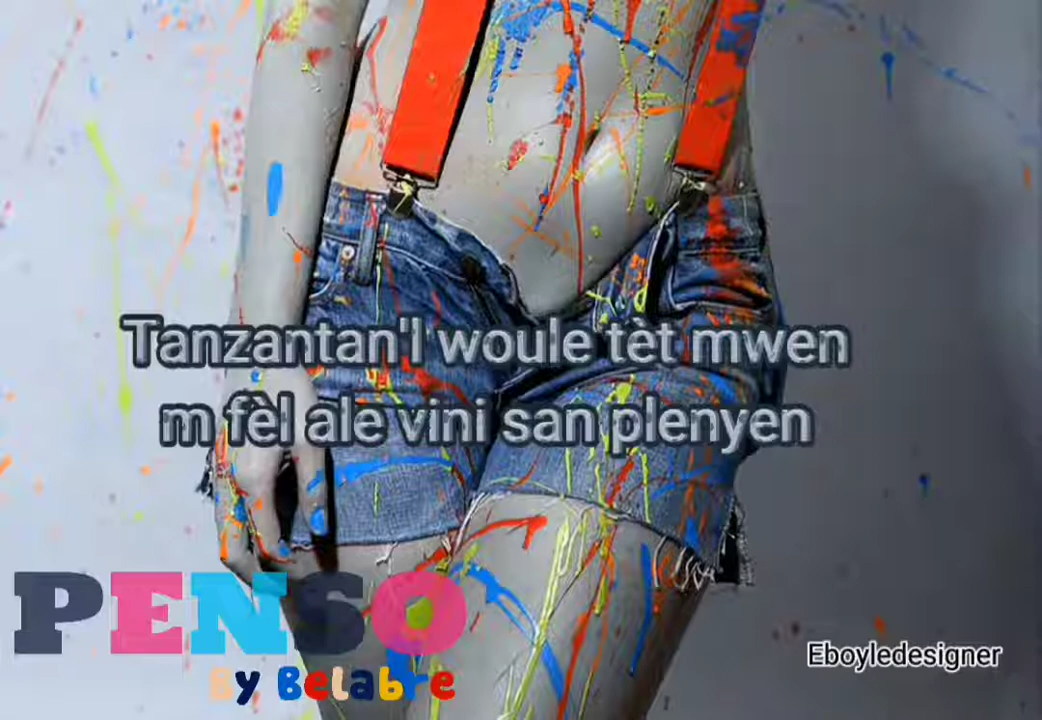 Tanzantan'l woule tèt mwen
m fèl ale vini san plenyen
PENSO
By Belabre
Eboyledesigner